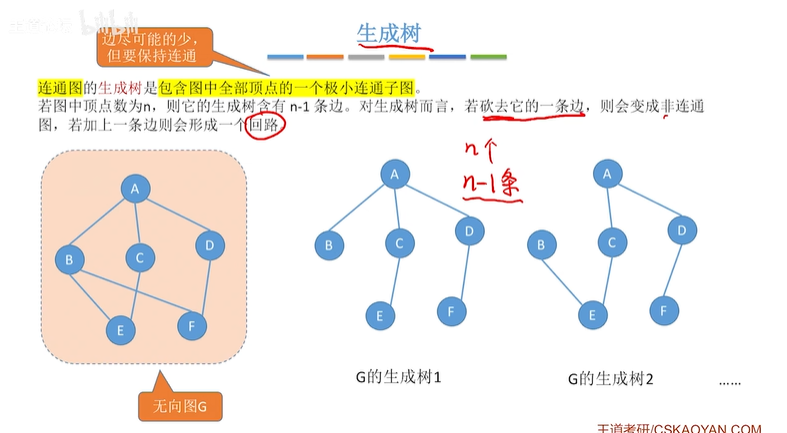 边尽可能的少，
但要保持连通
生成树
连通图的生成树是包含图中全部顶点的一个极小连通子图。
若图中顶点数为n，则它的生成树含有 n-1 条边。对生成树而言，若砍去它的一条边，则会变成非连通
图，若加上一条边则会形成一个回路
n个
n-1条
A
B
C
D
E
F
A
B
C
D
E
F
A
B
C
D
E
F
G的生成树1
G的生成树2
……
无向图G
王道考研/CSKAOYAN.COM